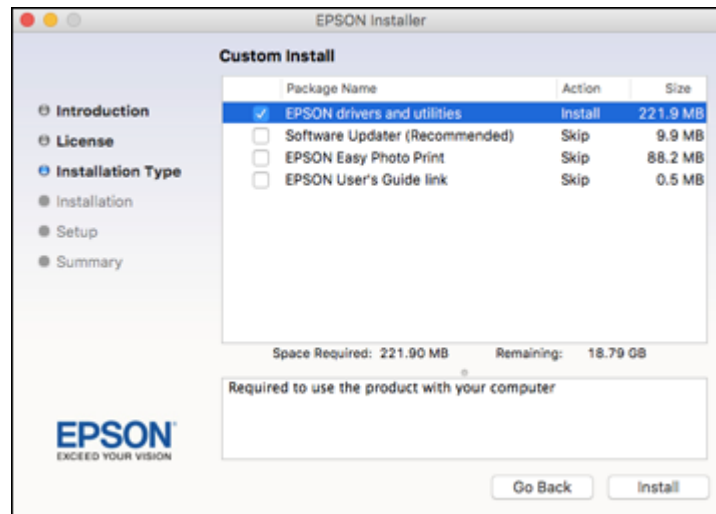 EPSON Installer
Custom Install
Introduction
License
Installation Type
Installation
Setup
Summary
Package Name Action Size
EPSON drivers and utilities Install 221.9 MB
Software Updater (Recommended) Skip 9.9 MB
EPSON Easy Photo Print Skip 88.2 MB
EPSON User's Guide link Skip 0.5 MB
Space Required: 221.90 MB Remaining: 18.79 GB
Required to use the product with your computer
EPSON
EXCEED YOUR VISION
Go Back Install